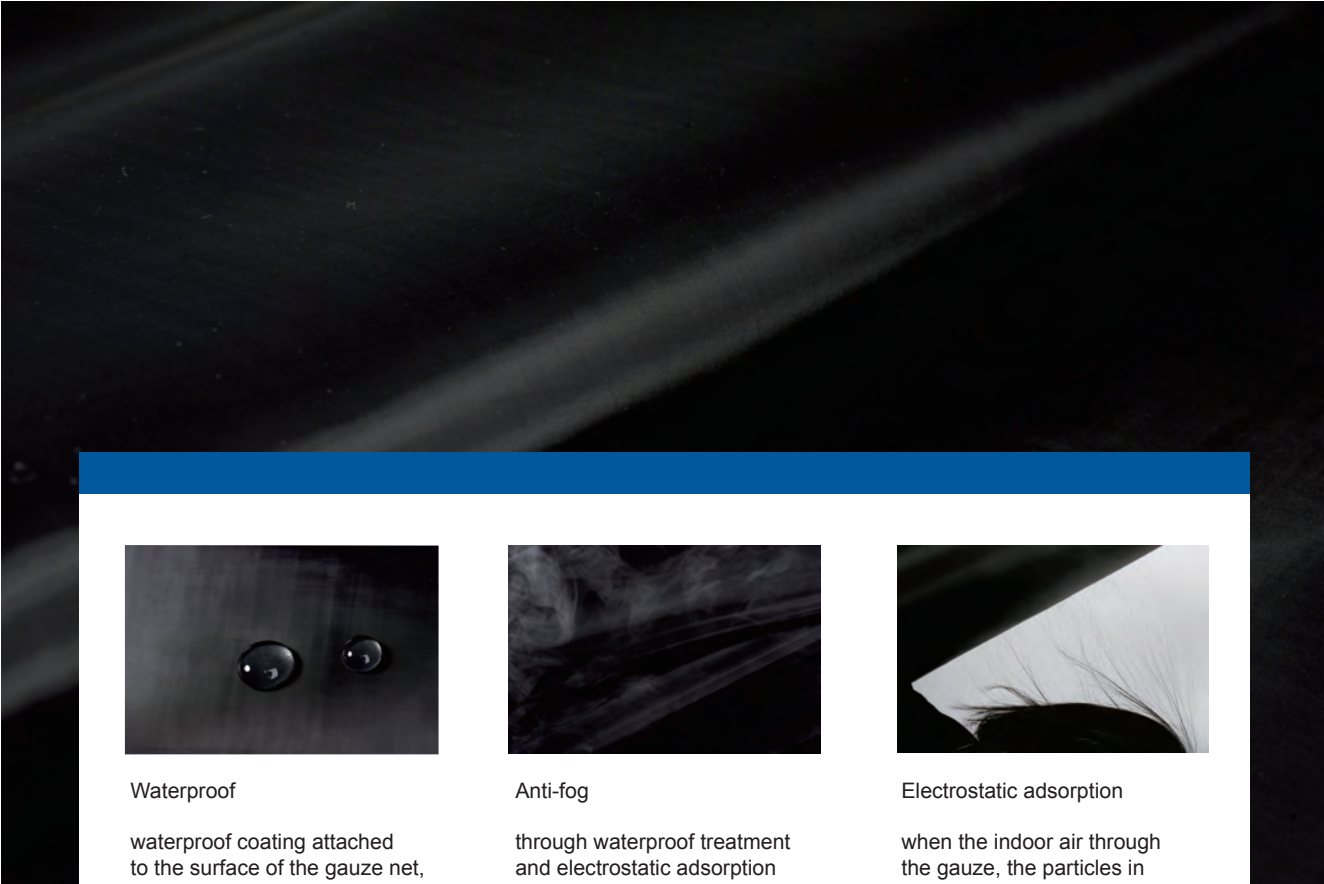 Waterproof
waterproof coating attached
to the surface of the gauze net,
Anti-fog
through waterproof treatment
and electrostatic adsorption
Electrostatic adsorption
when the indoor air through
the gauze, the particles in